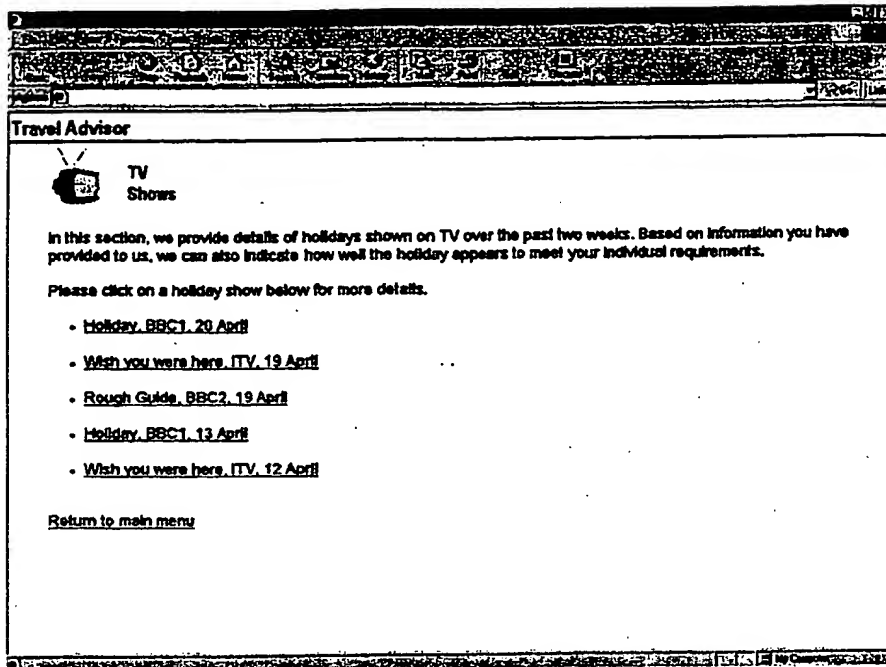 Travel Advisor
TV
Shows
In this section, we provide details of holidays shown on TV over the past two weeks. Based on information you have
provided to us, we can also indicate how well the holiday appears to meet your individual requirements.
Please click on a holiday show below for more details.
• Holiday, BBC1, 20 April
• Wish you were here, ITV, 19 April
• Rough Guide, BBC2, 19 April
• Holiday, BBC1, 13 April
• Wish you were here, ITV, 12 April
Return to main menu